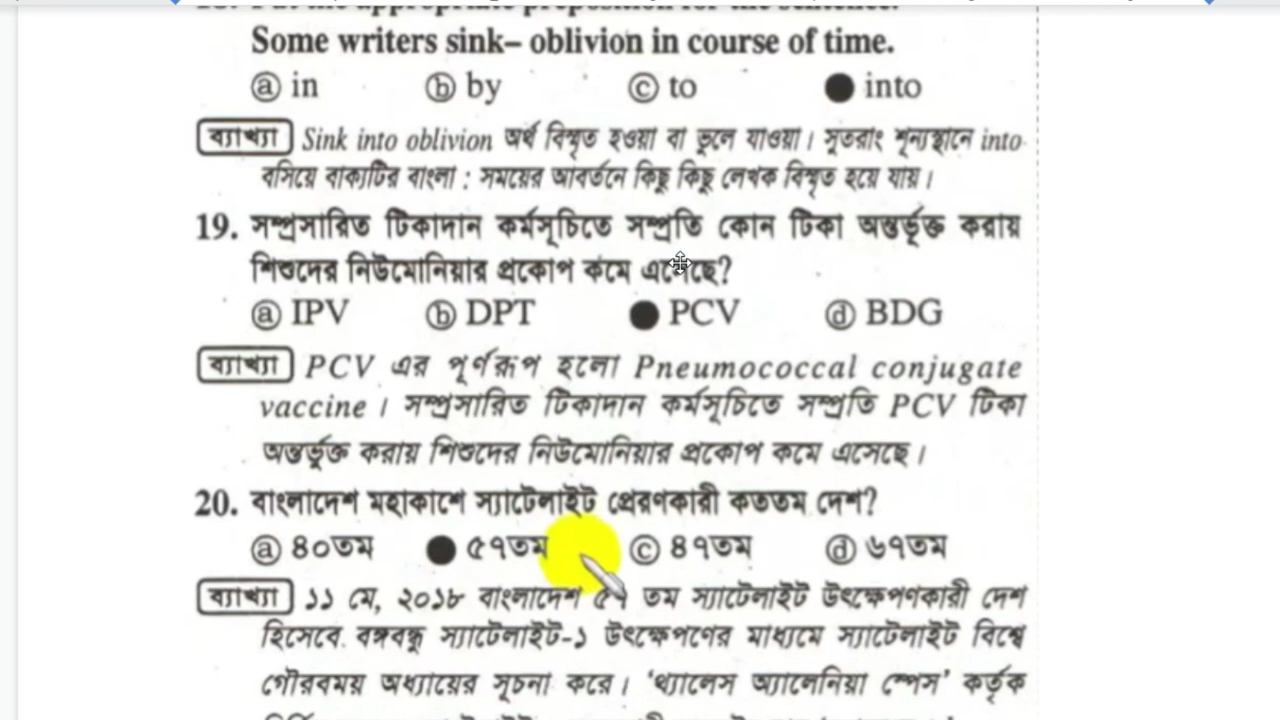 Some writers sink– oblivion in course of time.
ⓐ in ⓑ by ⓒ to ● into
ব্যাখ্যা Sink into oblivion অর্থ বিস্মৃত হওয়া বা ভুলে যাওয়া। সুতরাং শূন্যস্থানে into
বসিয়ে বাক্যটির বাংলা : সময়ের আবর্তনে কিছু কিছু লেখক বিস্মৃত হয়ে যায়।
19. সম্প্রসারিত টিকাদান কর্মসূচিতে সম্প্রতি কোন টিকা অন্তর্ভূক্ত করায়
শিশুদের নিউমোনিয়ার প্রকোপ কমে এসেছে?
ⓐ IPV ⓑ DPT ● PCV ⓓ BDG
ব্যাখ্যা PCV এর পূর্ণরূপ হলো Pneumococcal conjugate
vaccine । সম্প্রসারিত টিকাদান কর্মসূচিতে সম্প্রতি PCV টিকা
অন্তর্ভুক্ত করায় শিশুদের নিউমোনিয়ার প্রকোপ কমে এসেছে।
20. বাংলাদেশ মহাকাশে স্যাটেলাইট প্রেরণকারী কততম দেশ?
ⓐ ৪০তম ● ৫৭তম ⓒ ৪৭তম ⓓ ৬৭তম
ব্যাখ্যা ১১ মে, ২০১৮ বাংলাদেশ ৫৭ তম স্যাটেলাইট উৎক্ষেপণকারী দেশ
হিসেবে বঙ্গবন্ধু স্যাটেলাইট-১ উৎক্ষেপণের মাধ্যমে স্যাটেলাইট বিশ্বে
গৌরবময় অধ্যায়ের সূচনা করে। 'থ্যালেস অ্যালেনিয়া স্পেস' কর্তৃক